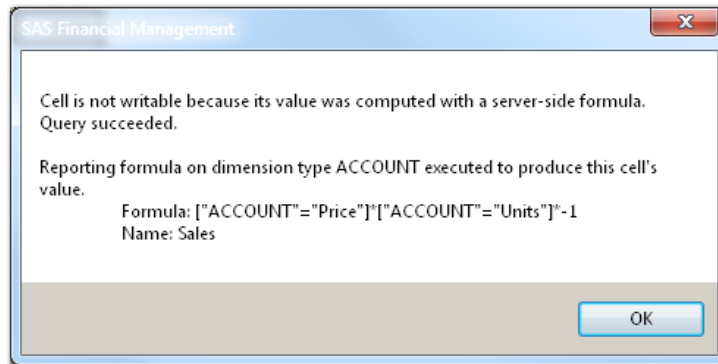 SAS Financial Management
Cell is not writable because its value was computed with a server-side formula.
Query succeeded.
Reporting formula on dimension type ACCOUNT executed to produce this cell's
value.
Formula: ["ACCOUNT"="Price"]*["ACCOUNT"="Units"]*-1
Name: Sales
OK